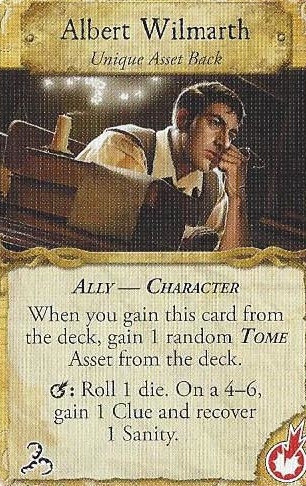 Albert Wilmarth
Unique Asset Back
ALLY — CHARACTER
When you gain this card from
the deck, gain 1 random TOME
Asset from the deck.
: Roll 1 die. On a 4–6,
gain 1 Clue and recover
1 Sanity.